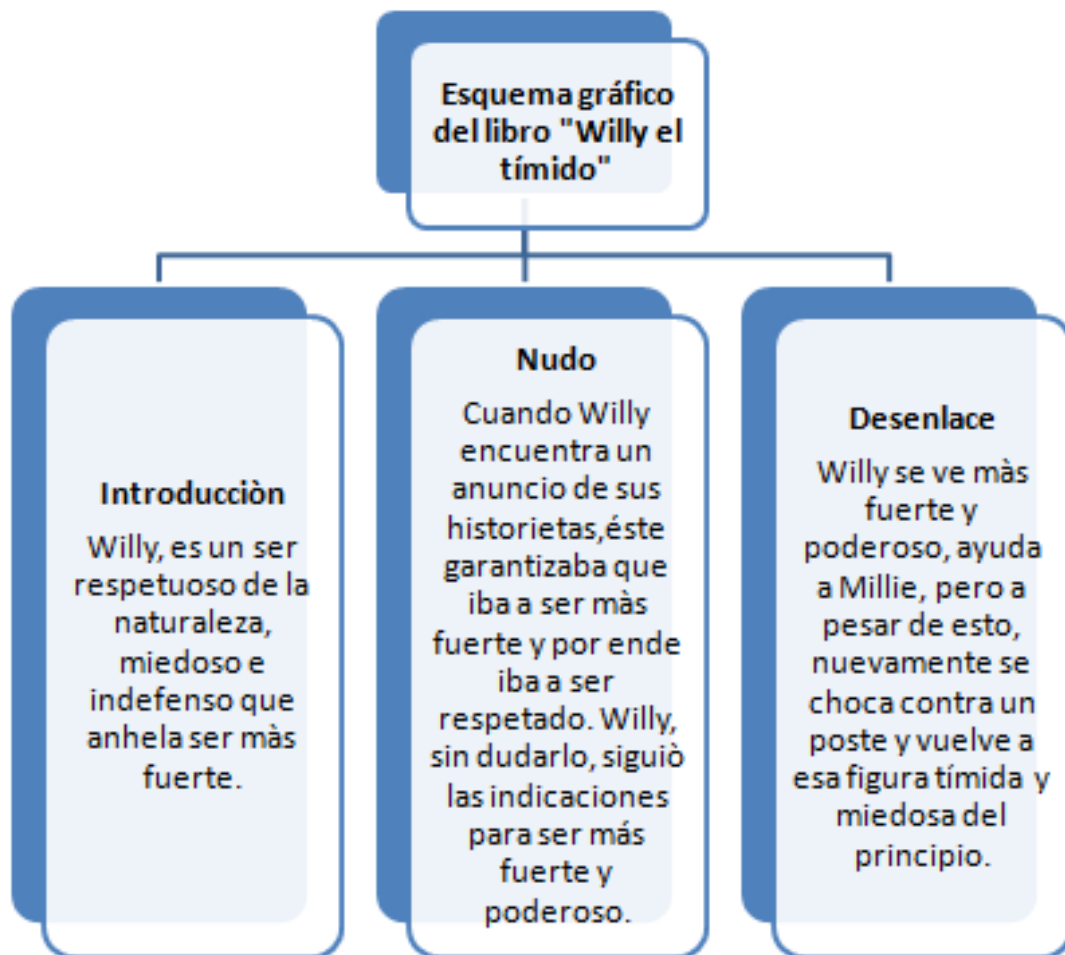 Esquema gráfico
del libro "Willy el
tímido"
Introducciòn
Willy, es un ser
respetuoso de la
naturaleza,
miedoso e
indefenso que
anhela ser màs
fuerte.
Nudo
Cuando Willy
encuentra un
anuncio de sus
historietas,éste
garantizaba que
iba a ser màs
fuerte y por ende
iba a ser
respetado. Willy,
sin dudarlo, siguiò
las indicaciones
para ser más
fuerte y
poderoso.
Desenlace
Willy se ve màs
fuerte y
poderoso, ayuda
a Millie, pero a
pesar de esto,
nuevamente se
choca contra un
poste y vuelve a
esa figura tímida y
miedosa del
principio.